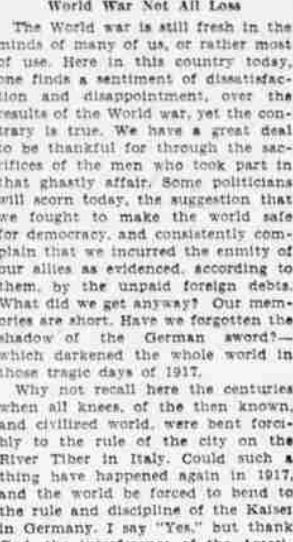 World War Not All Loss
The World war is still fresh in the
minds of many of us, or rather most
of use. Here in this country today,
one finds a sentiment of dissatisfac-
tion and disappointment, over the
results of the World war, yet the con-
trary is true. We have a great deal
to be thankful for through the sac-
rifices of the men who took part in
that ghastly affair. Some politicians
will scorn today, the suggestion that
we fought to make the world safe
for democracy, and consistently com-
plain that we incurred the enmity of
our allies as evidenced, according to
them, by the unpaid foreign debts.
What did we get anyway? Our mem-
ories are short. Have we forgotten the
shadow of the German sword?—
which darkened the whole world in
those tragic days of 1917.
Why not recall here the centuries
when all knees, of the then known,
and civilized world, were bent forci-
bly to the rule of the city on the
River Tiber in Italy. Could such a
thing have happened again in 1917,
and the world be forced to bend to
the rule and discipline of the Kaiser
in Germany. I say "Yes," but thank